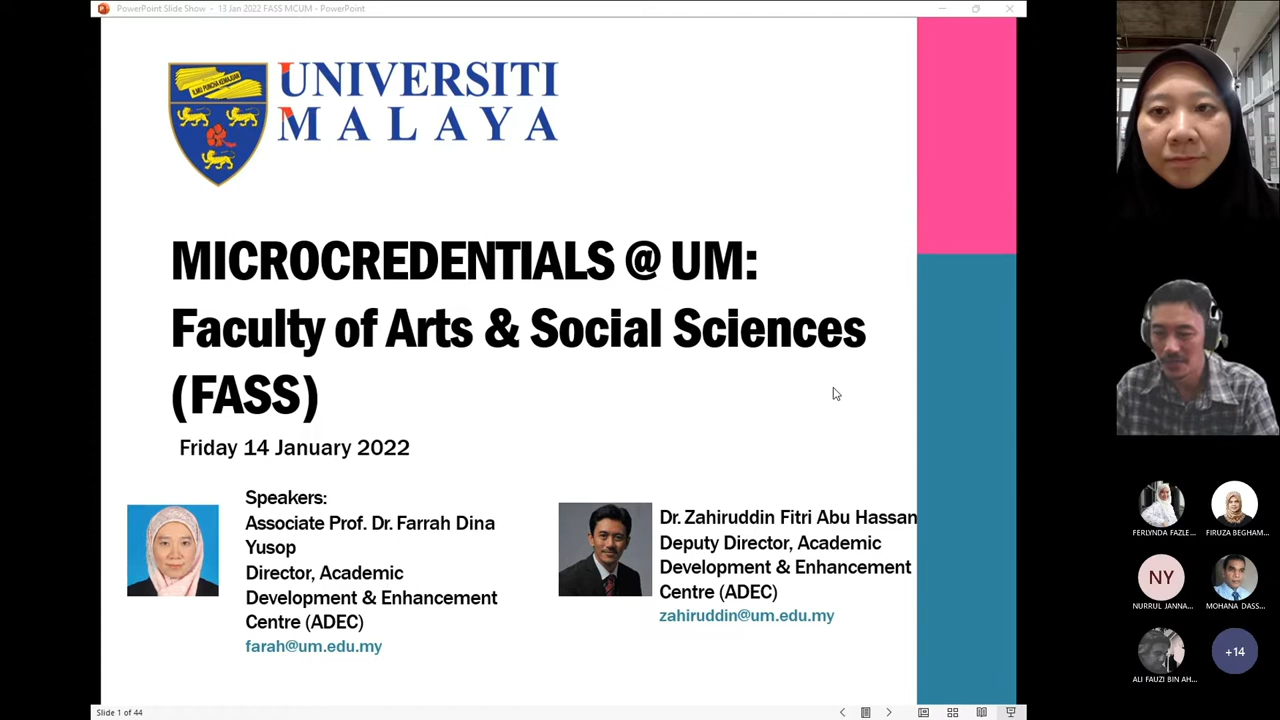 PowerPoint Slide Show - 13 Jan 2022 FASS MCUM - PowerPoint
ILMU PUNCHA KEMAJUAN
UNIVERSITI
MALAYA
MICROCREDENTIALS @ UM:
Faculty of Arts & Social Sciences
(FASS)
Friday 14 January 2022
Speakers:
Associate Prof. Dr. Farrah Dina
Yusop
Director, Academic
Development & Enhancement
Centre (ADEC)
farah@um.edu.my
Dr. Zahiruddin Fitri Abu Hassan
Deputy Director, Academic
Development & Enhancement
Centre (ADEC)
zahiruddin@um.edu.my
FERLYNDA FAZLE...
FIRUZA BEGHAM...
NY
NURRUL JANNA...
MOHANA DASS...
ALI FAUZI BIN AH...
+14
Slide 1 of 44